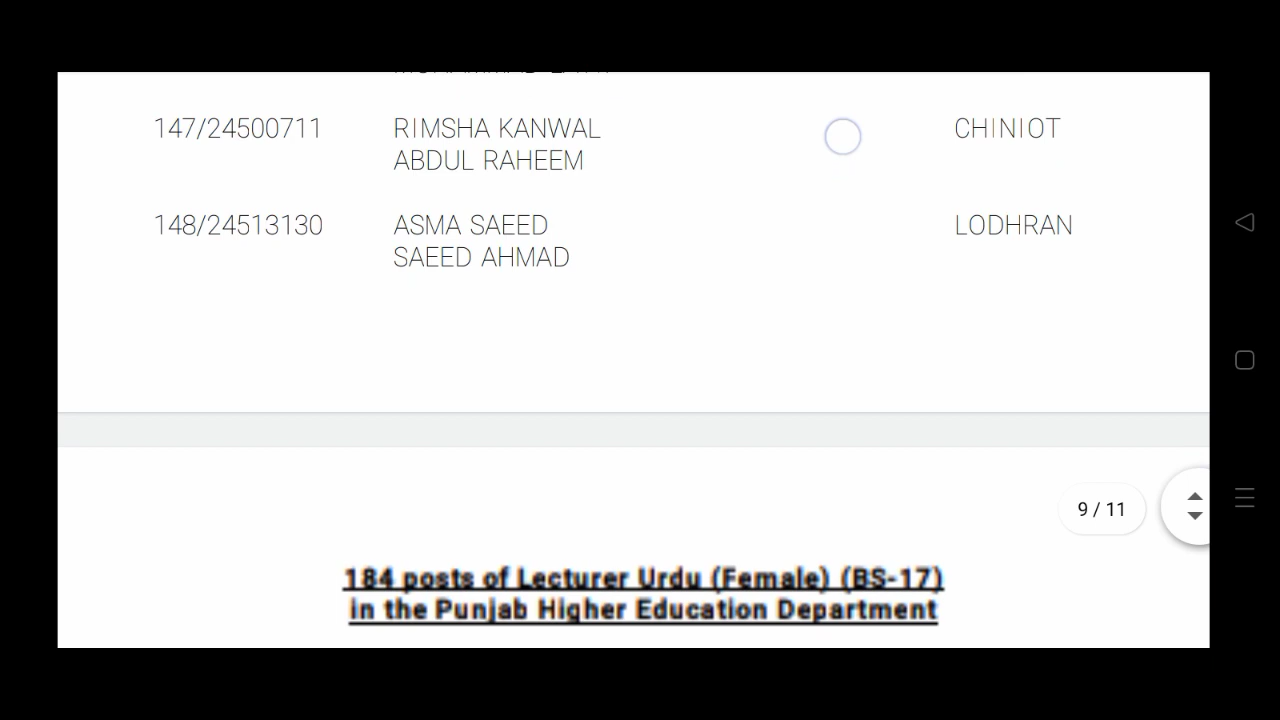 147/24500711 RIMSHA KANWAL CHINIOT
ABDUL RAHEEM
148/24513130 ASMA SAEED LODHRAN
SAEED AHMAD
9 / 11
184 posts of Lecturer Urdu (Female) (BS-17)
in the Punjab Higher Education Department